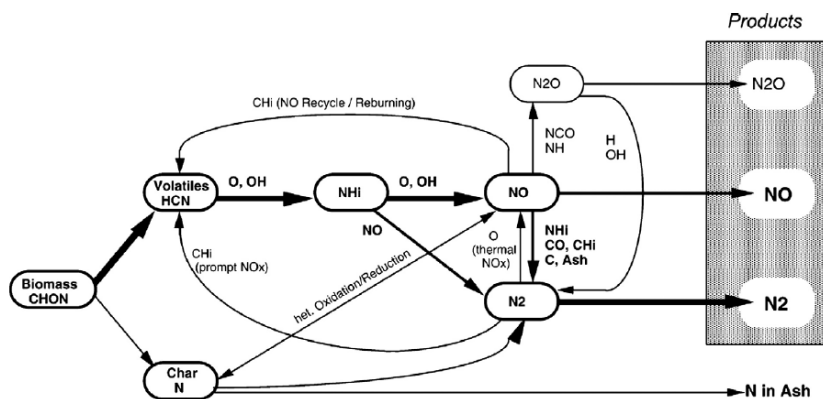 Products
N2O
N2O
CHi (NO Recycle / Reburning)
NCO
NH
H
OH
Volatiles
HCN
O, OH
NHi
O, OH
NO
NO
NO
CHi
(prompt NOx)
O
(thermal
NOx)
NHi
CO, CHi
C, Ash
Biomass
CHON
het. Oxidation/Reduction
N2
N2
Char
N
N in Ash